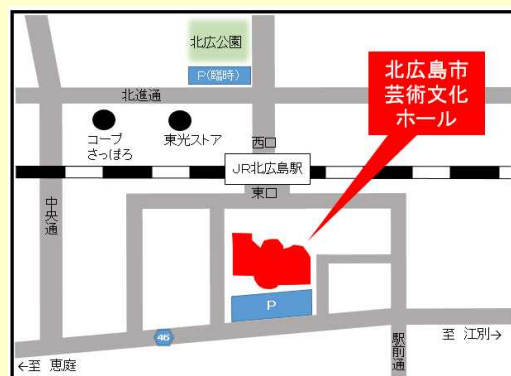 北広公園
P(臨時)
北進通
コープ
さっぽろ
東光ストア
西口
JR北広島駅
東口
北広島市
芸術文化
ホール
中央通
P
46
駅前通
至 江別→
←至 恵庭